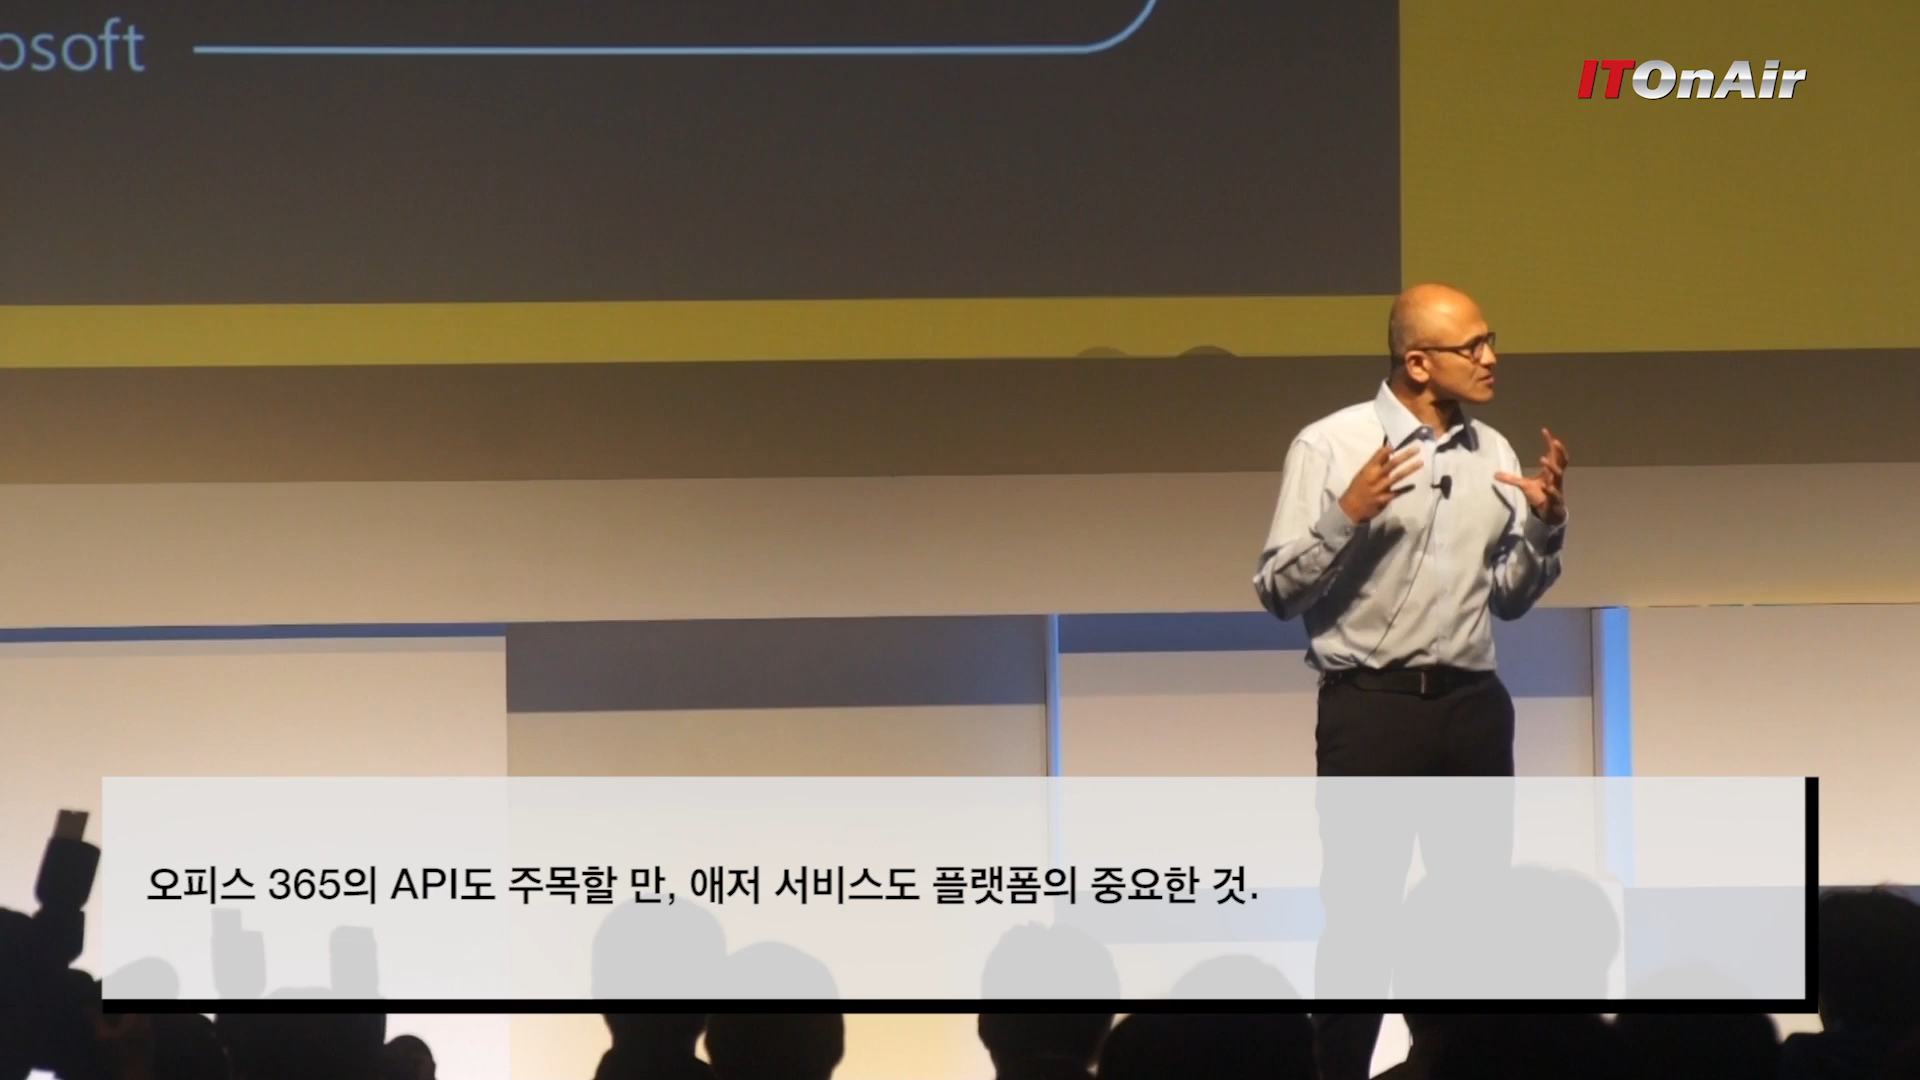 osoft
ITOnAir
오피스 365의 API도 주목할 만, 애저 서비스도 플랫폼의 중요한 것.